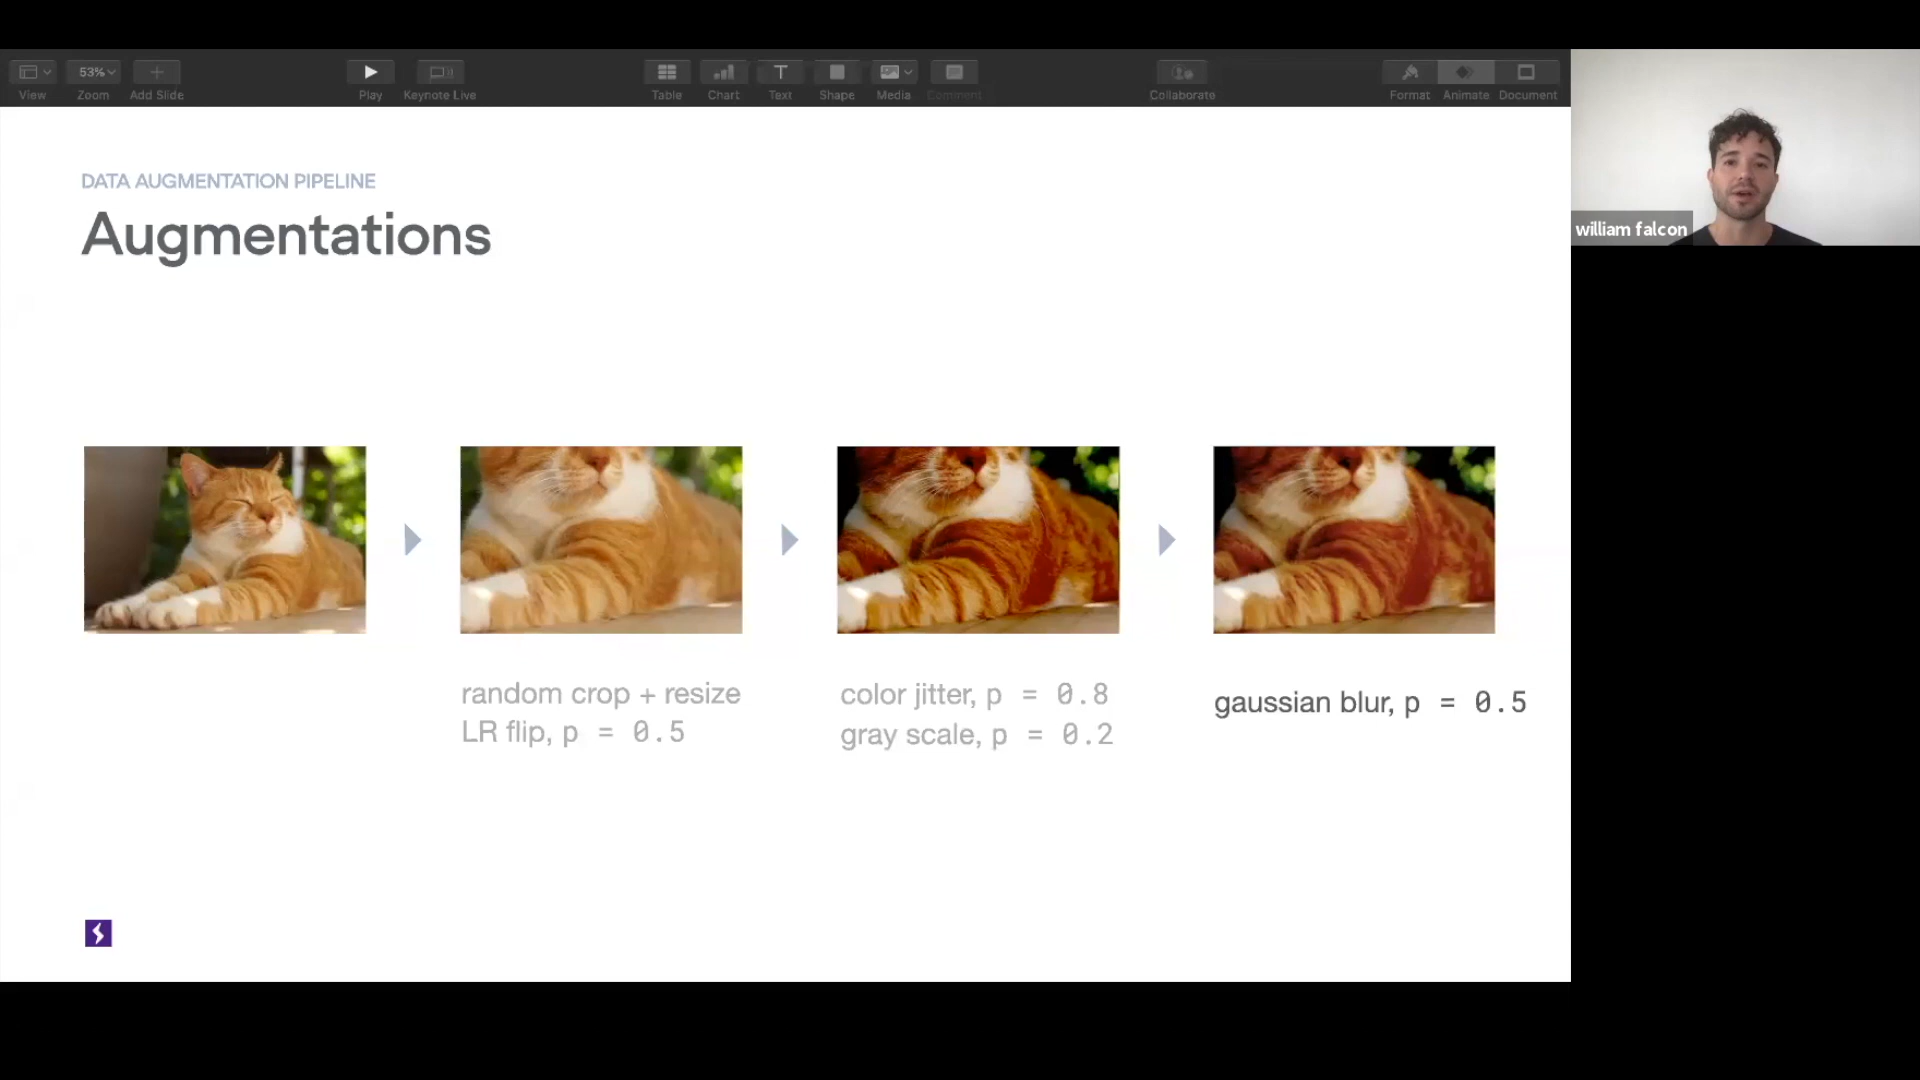 53%
View
Zoom
Add Slide
Play
Keynote Live
Table
Chart
Text
Shape
Media
Comment
Collaborate
Format
Animate
Document
DATA AUGMENTATION PIPELINE
Augmentations
random crop + resize
LR flip, p = 0.5
color jitter, p = 0.8
gray scale, p = 0.2
gaussian blur, p = 0.5
william falcon